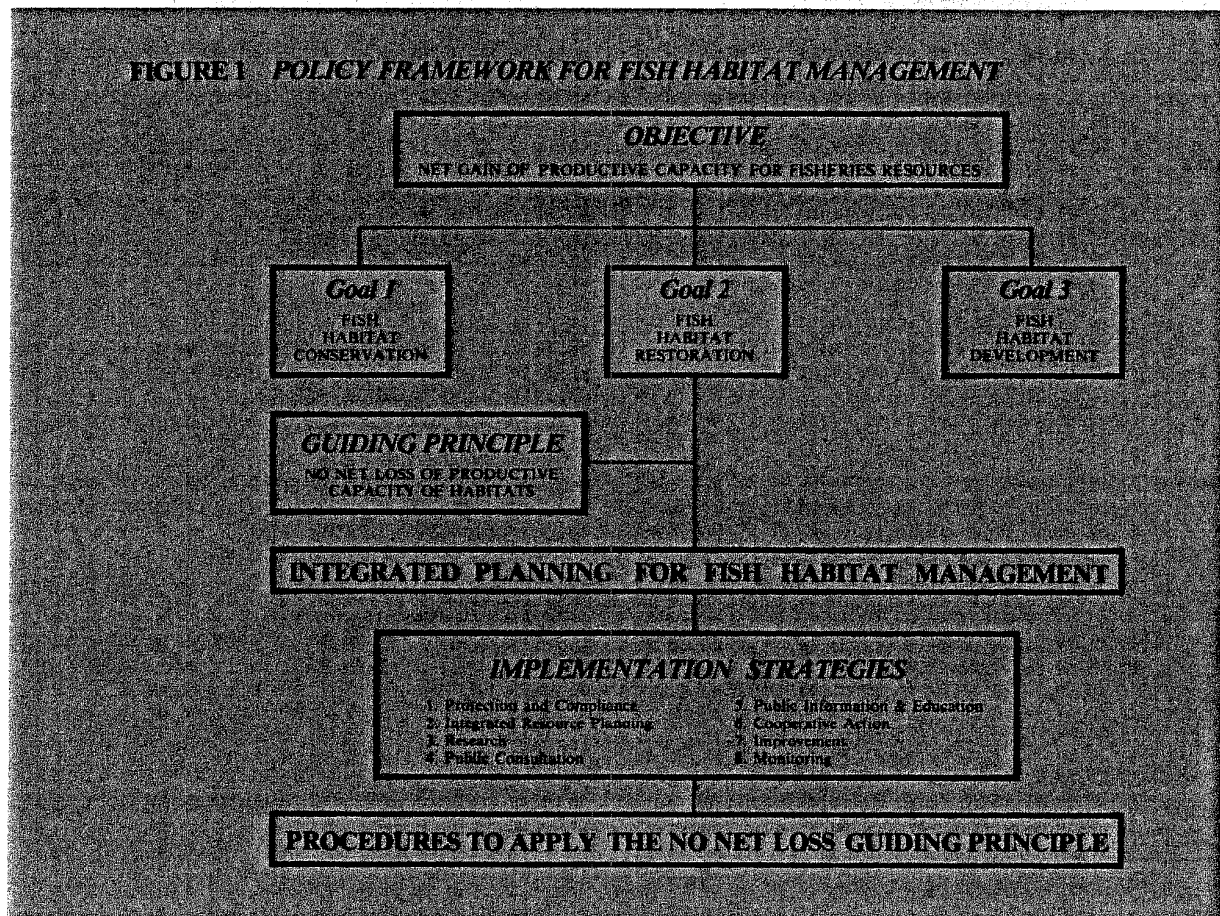 FIGURE 1 POLICY FRAMEWORK FOR FISH HABITAT MANAGEMENT
OBJECTIVE
NET GAIN OF PRODUCTIVE CAPACITY FOR FISHERIES RESOURCES
Goal 1
FISH
HABITAT
CONSERVATION
Goal 2
FISH
HABITAT
RESTORATION
Goal 3
FISH
HABITAT
DEVELOPMENT
GUIDING PRINCIPLE
NO NET LOSS OF PRODUCTIVE
CAPACITY OF HABITATS
INTEGRATED PLANNING FOR FISH HABITAT MANAGEMENT
IMPLEMENTATION STRATEGIES
1. Protection and Compliance
2. Integrated Resource Planning
3. Research
4. Public Consultation
5. Public Information & Education
6. Cooperative Action
7. Improvement
8. Monitoring
PROCEDURES TO APPLY THE NO NET LOSS GUIDING PRINCIPLE